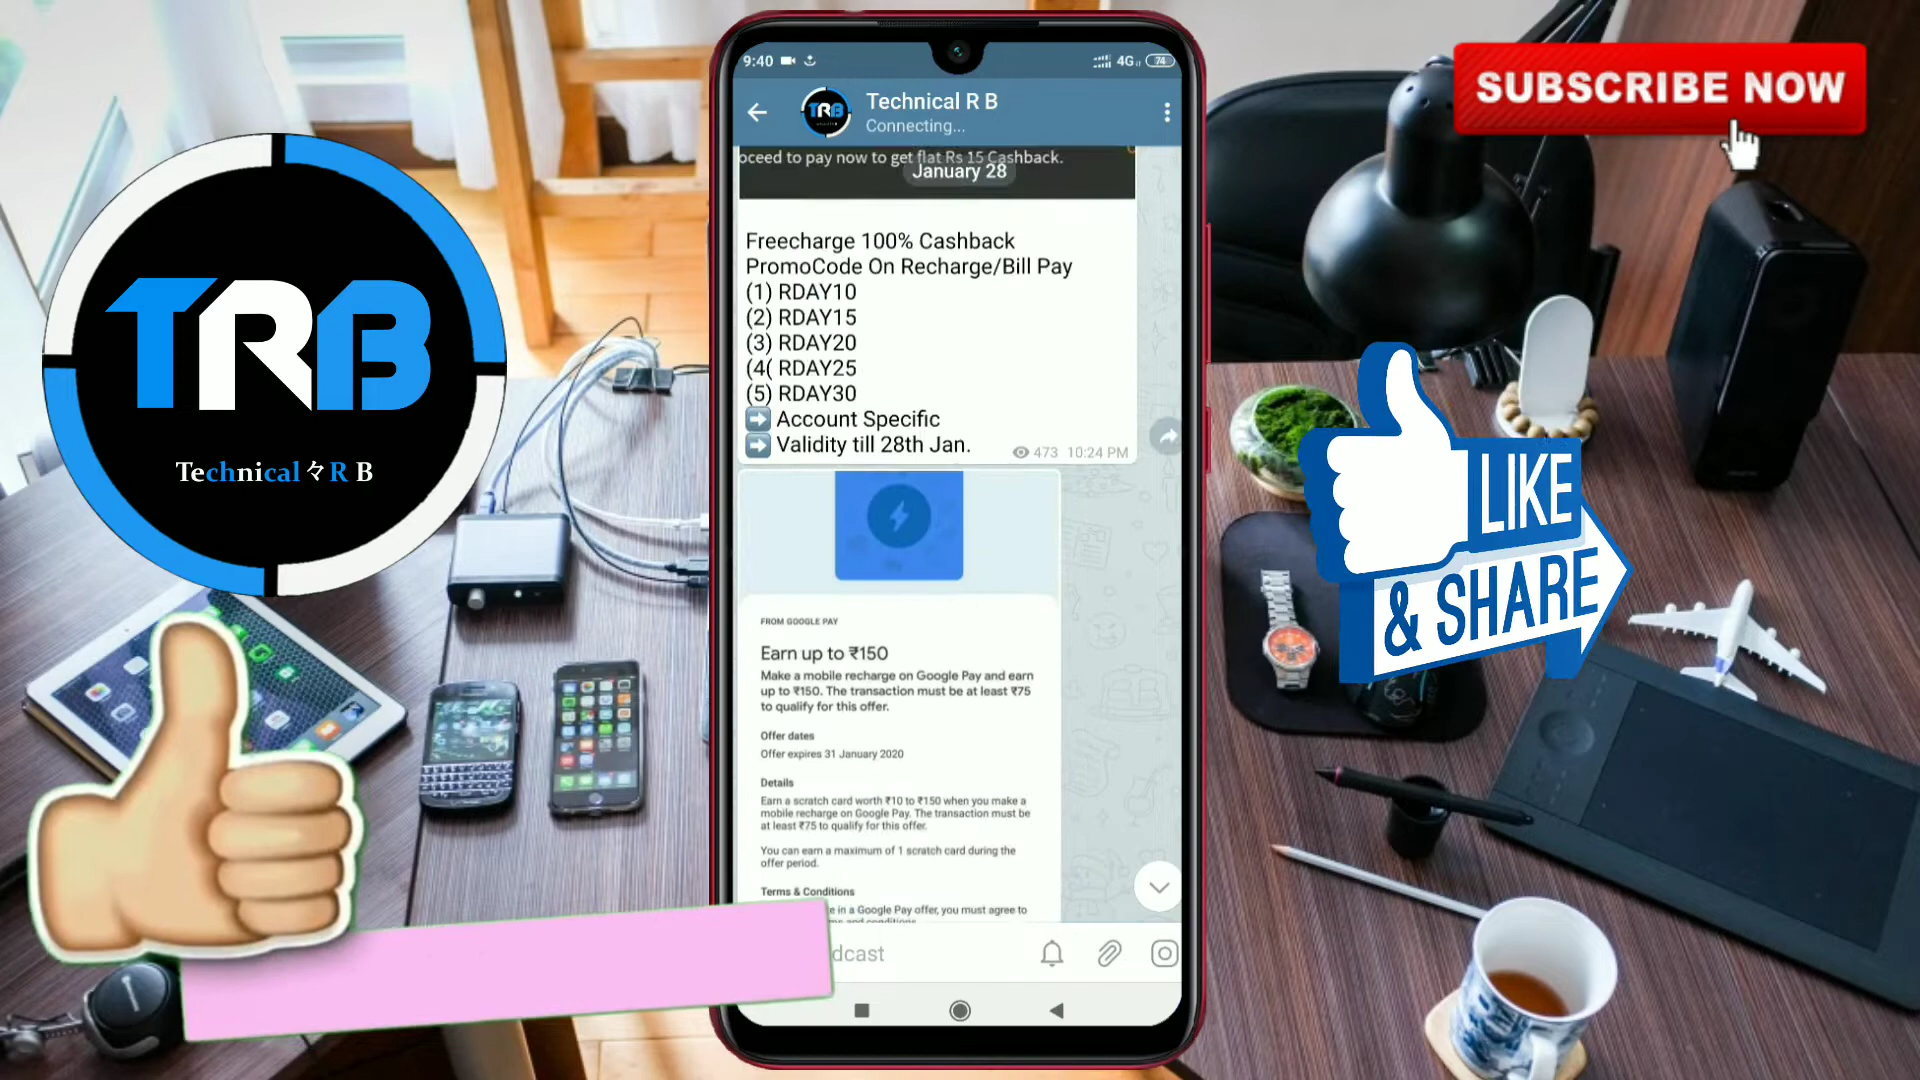 TRB
Technical々R B
9:40
4G
74
Technical R B
Connecting...
oceed to pay now to get flat Rs 15 Cashback.
January 28
Freecharge 100% Cashback
PromoCode On Recharge/Bill Pay
(1) RDAY10
(2) RDAY15
(3) RDAY20
(4( RDAY25
(5) RDAY30
➡ Account Specific
➡ Validity till 28th Jan.
473 10:24 PM
FROM GOOGLE PAY
Earn up to ₹150
Make a mobile recharge on Google Pay and earn
up to ₹150. The transaction must be at least ₹75
to qualify for this offer.
Offer dates
Offer expires 31 January 2020
Details
Earn a scratch card worth ₹10 to ₹150 when you make a
mobile recharge on Google Pay. The transaction must be
at least ₹75 to qualify for this offer.
You can earn a maximum of 1 scratch card during the
offer period.
Terms & Conditions
e in a Google Pay offer, you must agree to
and conditions
dcast
SUBSCRIBE NOW
LIKE
& SHARE